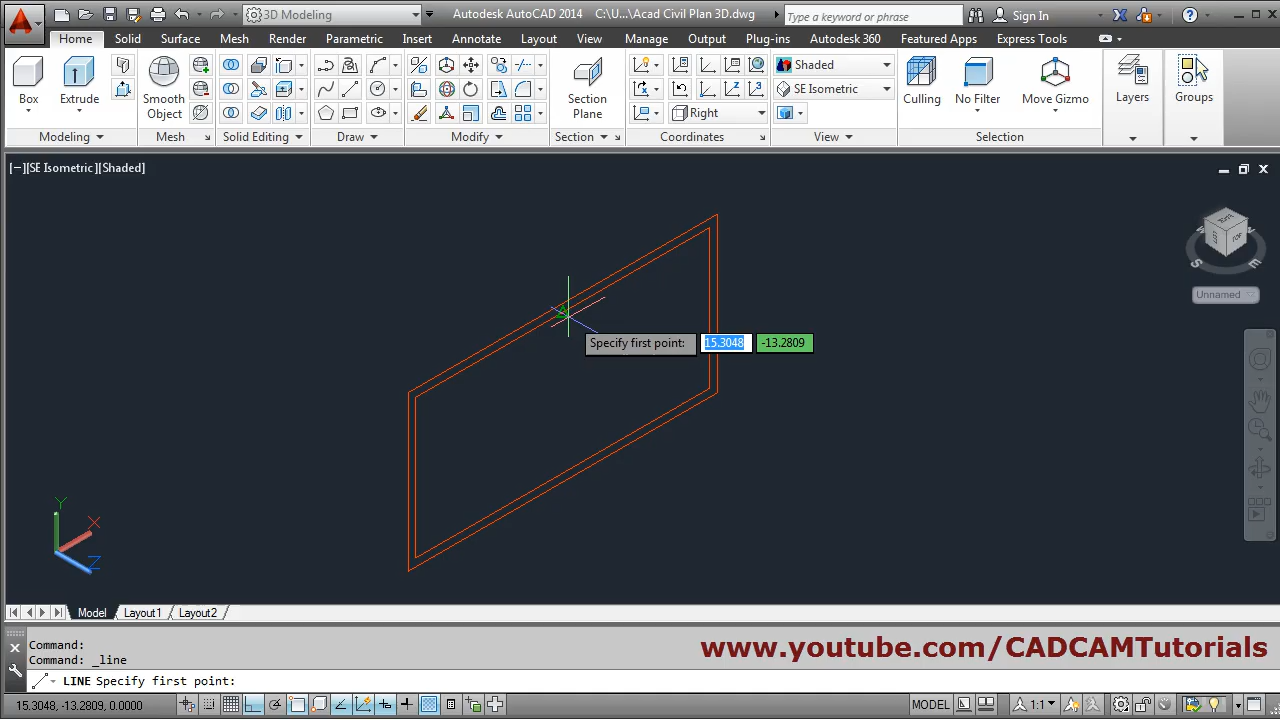 3D Modeling
Autodesk AutoCAD 2014 C:\U...\Acad Civil Plan 3D.dwg
Type a keyword or phrase
Sign In
Home Solid Surface Mesh Render Parametric Insert Annotate Layout View Manage Output Plug-ins Autodesk 360 Featured Apps Express Tools
Box
Extrude
Smooth
Object
Section
Plane
Right
Shaded
SE Isometric
Culling
No Filter
Move Gizmo
Layers
Groups
Modeling
Mesh
Solid Editing
Draw
Modify
Section
Coordinates
View
Selection
[−][SE Isometric][Shaded]
TOP
S
E
Unnamed
Specify first point: 15.3048 -13.2809
Y
X
Z
Model Layout1 Layout2
Command:
Command: _line
LINE Specify first point:
www.youtube.com/CADCAMTutorials
15.3048, -13.2809, 0.0000
MODEL
1:1